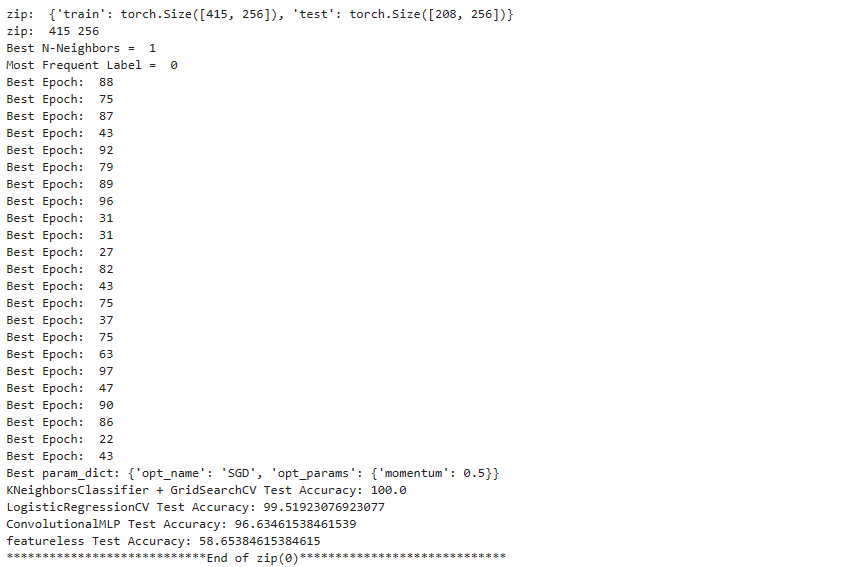 zip:  {'train': torch.Size([415, 256]), 'test': torch.Size([208, 256])}
zip:  415 256
Best N-Neighbors =  1
Most Frequent Label =  0
Best Epoch:  88
Best Epoch:  75
Best Epoch:  87
Best Epoch:  43
Best Epoch:  92
Best Epoch:  79
Best Epoch:  89
Best Epoch:  96
Best Epoch:  31
Best Epoch:  31
Best Epoch:  27
Best Epoch:  82
Best Epoch:  43
Best Epoch:  75
Best Epoch:  37
Best Epoch:  75
Best Epoch:  63
Best Epoch:  97
Best Epoch:  47
Best Epoch:  90
Best Epoch:  86
Best Epoch:  22
Best Epoch:  43
Best param_dict: {'opt_name': 'SGD', 'opt_params': {'momentum': 0.5}}
KNeighborsClassifier + GridSearchCV Test Accuracy: 100.0
LogisticRegressionCV Test Accuracy: 99.51923076923077
ConvolutionalMLP Test Accuracy: 96.63461538461539
featureless Test Accuracy: 58.65384615384615
****************************End of zip(0)*****************************